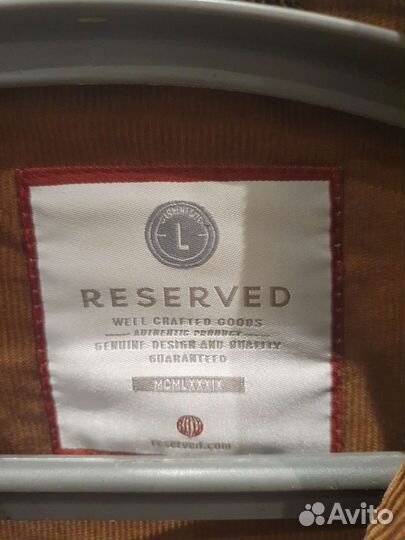 L
RESERVED
WELL CRAFTED GOODS
AUTHENTIC PRODUCT
GENUINE DESIGN AND QUALITY
GUARANTEED
MCMLXXXIX
reserved.com
Avito